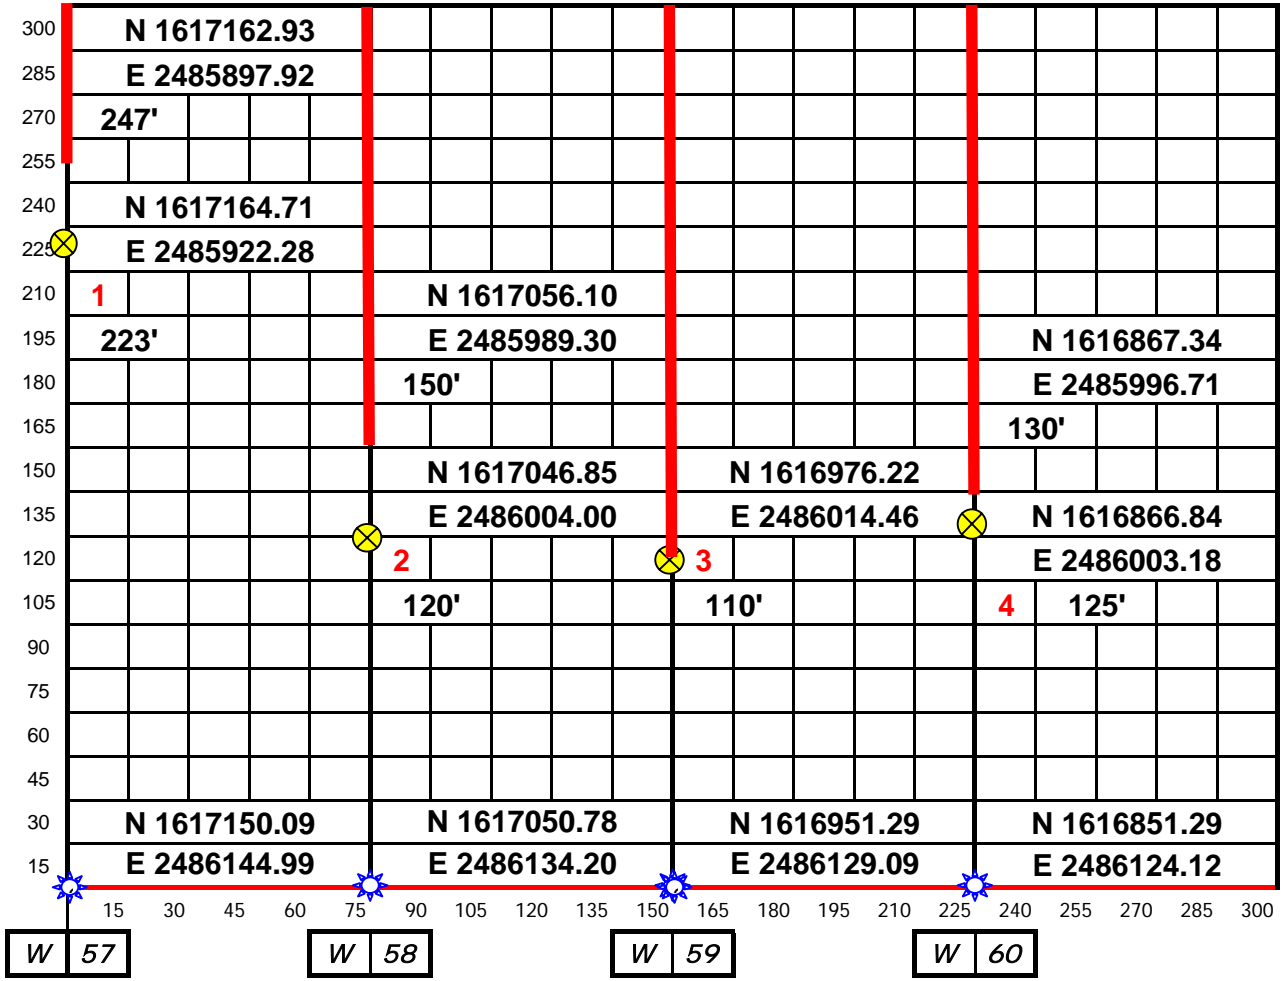 300 N 1617162.93
285 E 2485897.92
270 247'
255
240 N 1617164.71
225 E 2485922.28
210 1 N 1617056.10
195 223' E 2485989.30 N 1616867.34
180 150' E 2485996.71
165 130'
150 N 1617046.85 N 1616976.22
135 E 2486004.00 E 2486014.46 N 1616866.84
120 2 3 E 2486003.18
105 120' 110' 4 125'
90
75
60
45
30 N 1617150.09 N 1617050.78 N 1616951.29 N 1616851.29
15 E 2486144.99 E 2486134.20 E 2486129.09 E 2486124.12
15 30 45 60 75 90 105 120 135 150 165 180 195 210 225 240 255 270 285 300
W 57 W 58 W 59 W 60